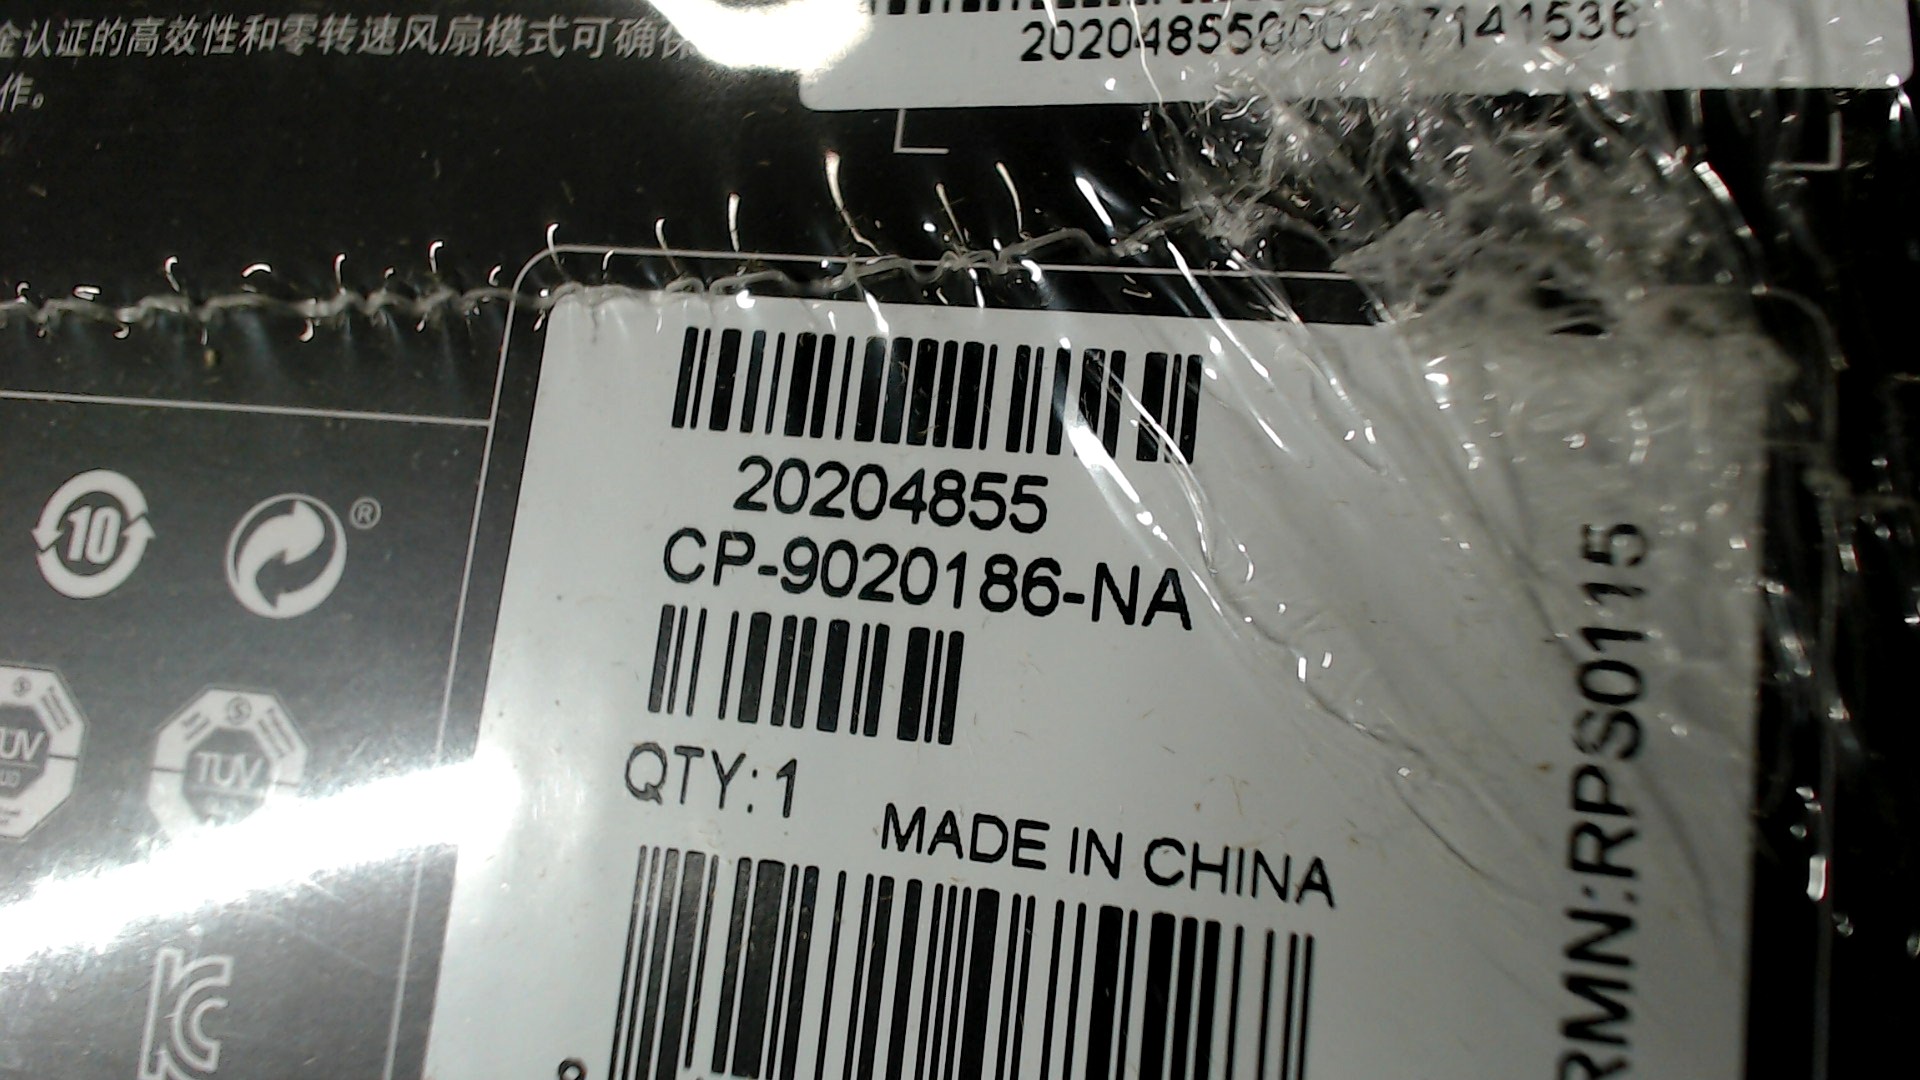 金认证的高效性和零转速风扇模式可确保
作。
20204855
CP-9020186-NA
QTY: 1
MADE IN CHINA
RMN:RPS0115
10
®
TUV
TUV